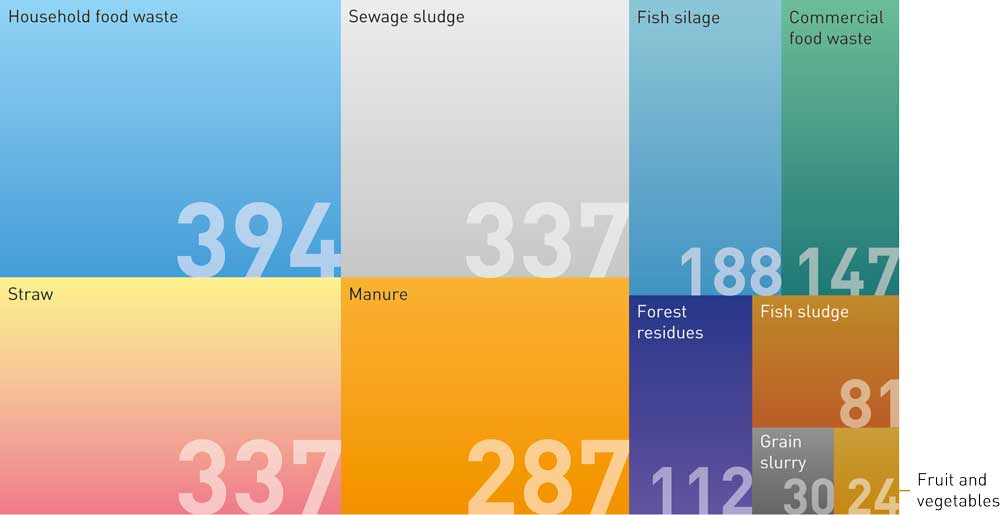 Household food waste
394
Sewage sludge
337
Fish silage
188
Commercial
food waste
147
Straw
337
Manure
287
Forest
residues
112
Fish sludge
81
Grain
slurry
30
24
Fruit and
vegetables